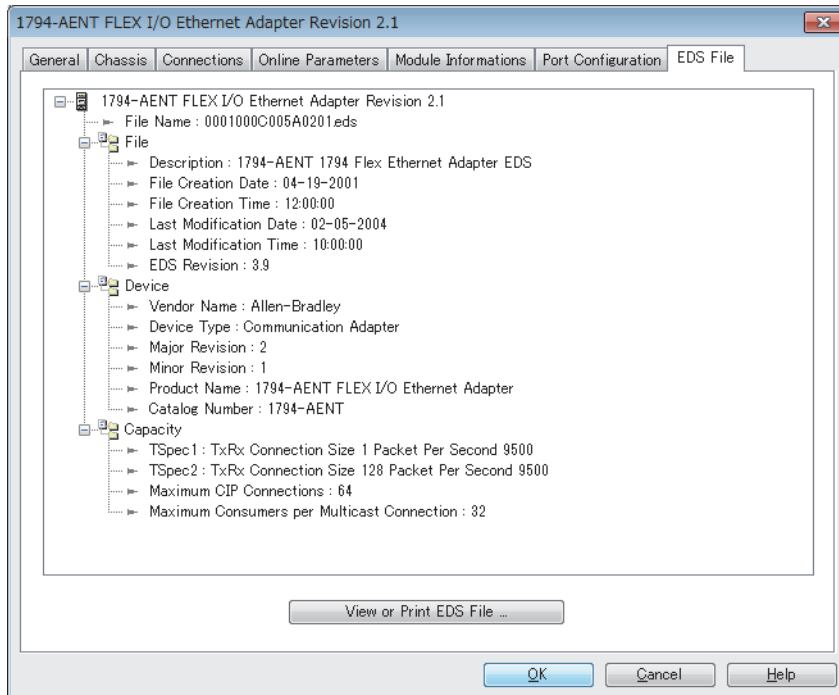 1794-AENT FLEX I/O Ethernet Adapter Revision 2.1
General Chassis Connections Online Parameters Module Informations Port Configuration EDS File
1794-AENT FLEX I/O Ethernet Adapter Revision 2.1
File Name : 0001000C005A0201.eds
File
Description : 1794-AENT 1794 Flex Ethernet Adapter EDS
File Creation Date : 04-19-2001
File Creation Time : 12:00:00
Last Modification Date : 02-05-2004
Last Modification Time : 10:00:00
EDS Revision : 3.9
Device
Vendor Name : Allen-Bradley
Device Type : Communication Adapter
Major Revision : 2
Minor Revision : 1
Product Name : 1794-AENT FLEX I/O Ethernet Adapter
Catalog Number : 1794-AENT
Capacity
TSpec1 : TxRx Connection Size 1 Packet Per Second 9500
TSpec2 : TxRx Connection Size 128 Packet Per Second 9500
Maximum CIP Connections : 64
Maximum Consumers per Multicast Connection : 32
View or Print EDS File ...
OK Cancel Help